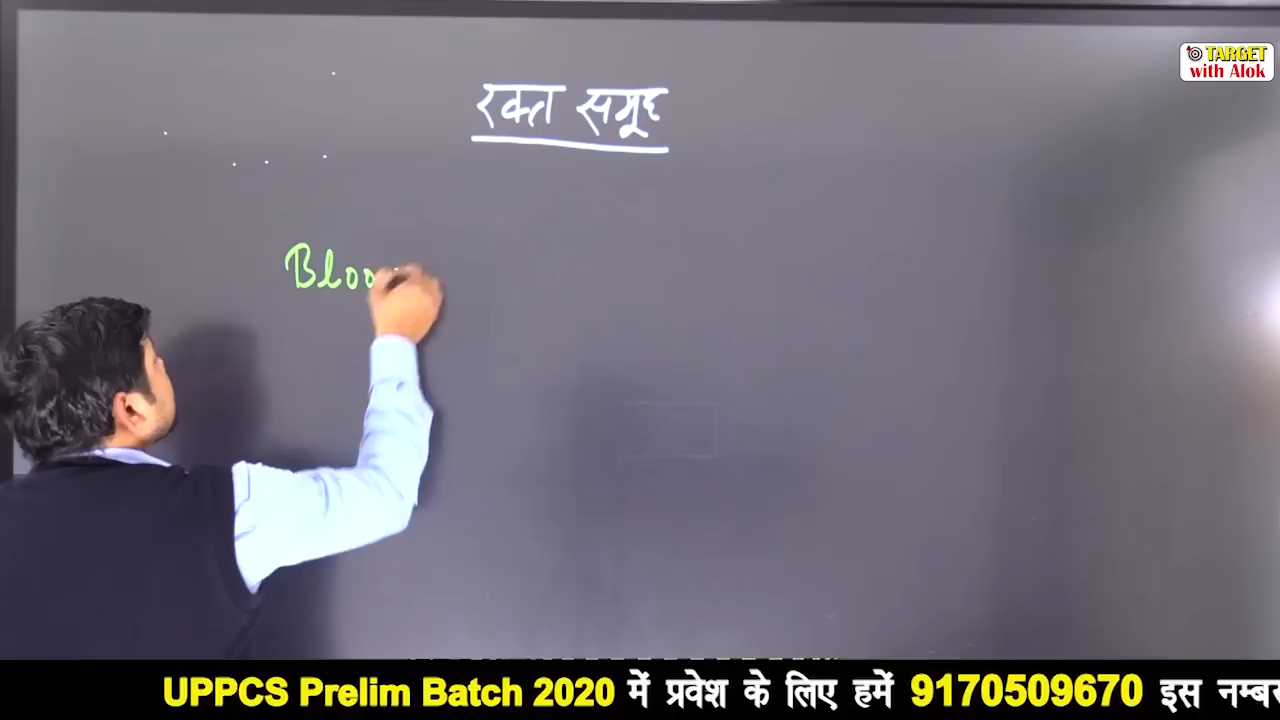 TARGET
with Alok
रक्त समूह
Bloo
UPPCS Prelim Batch 2020 में प्रवेश के लिए हमें 9170509670 इस नम्बर